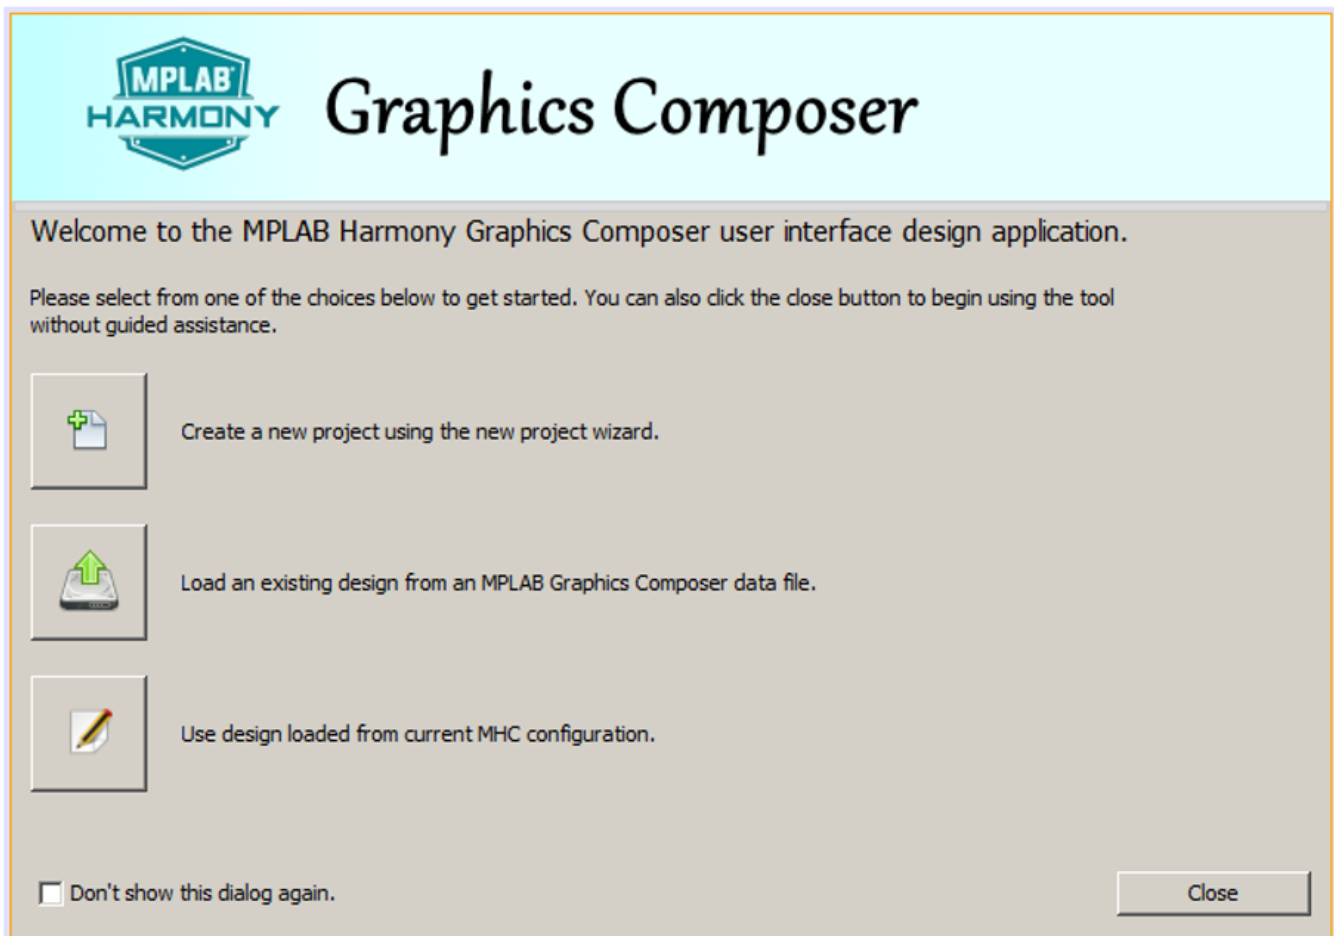 MPLAB
HARMONY
Graphics Composer
Welcome to the MPLAB Harmony Graphics Composer user interface design application.
Please select from one of the choices below to get started. You can also click the close button to begin using the tool
without guided assistance.
Create a new project using the new project wizard.
Load an existing design from an MPLAB Graphics Composer data file.
Use design loaded from current MHC configuration.
Don't show this dialog again.
Close